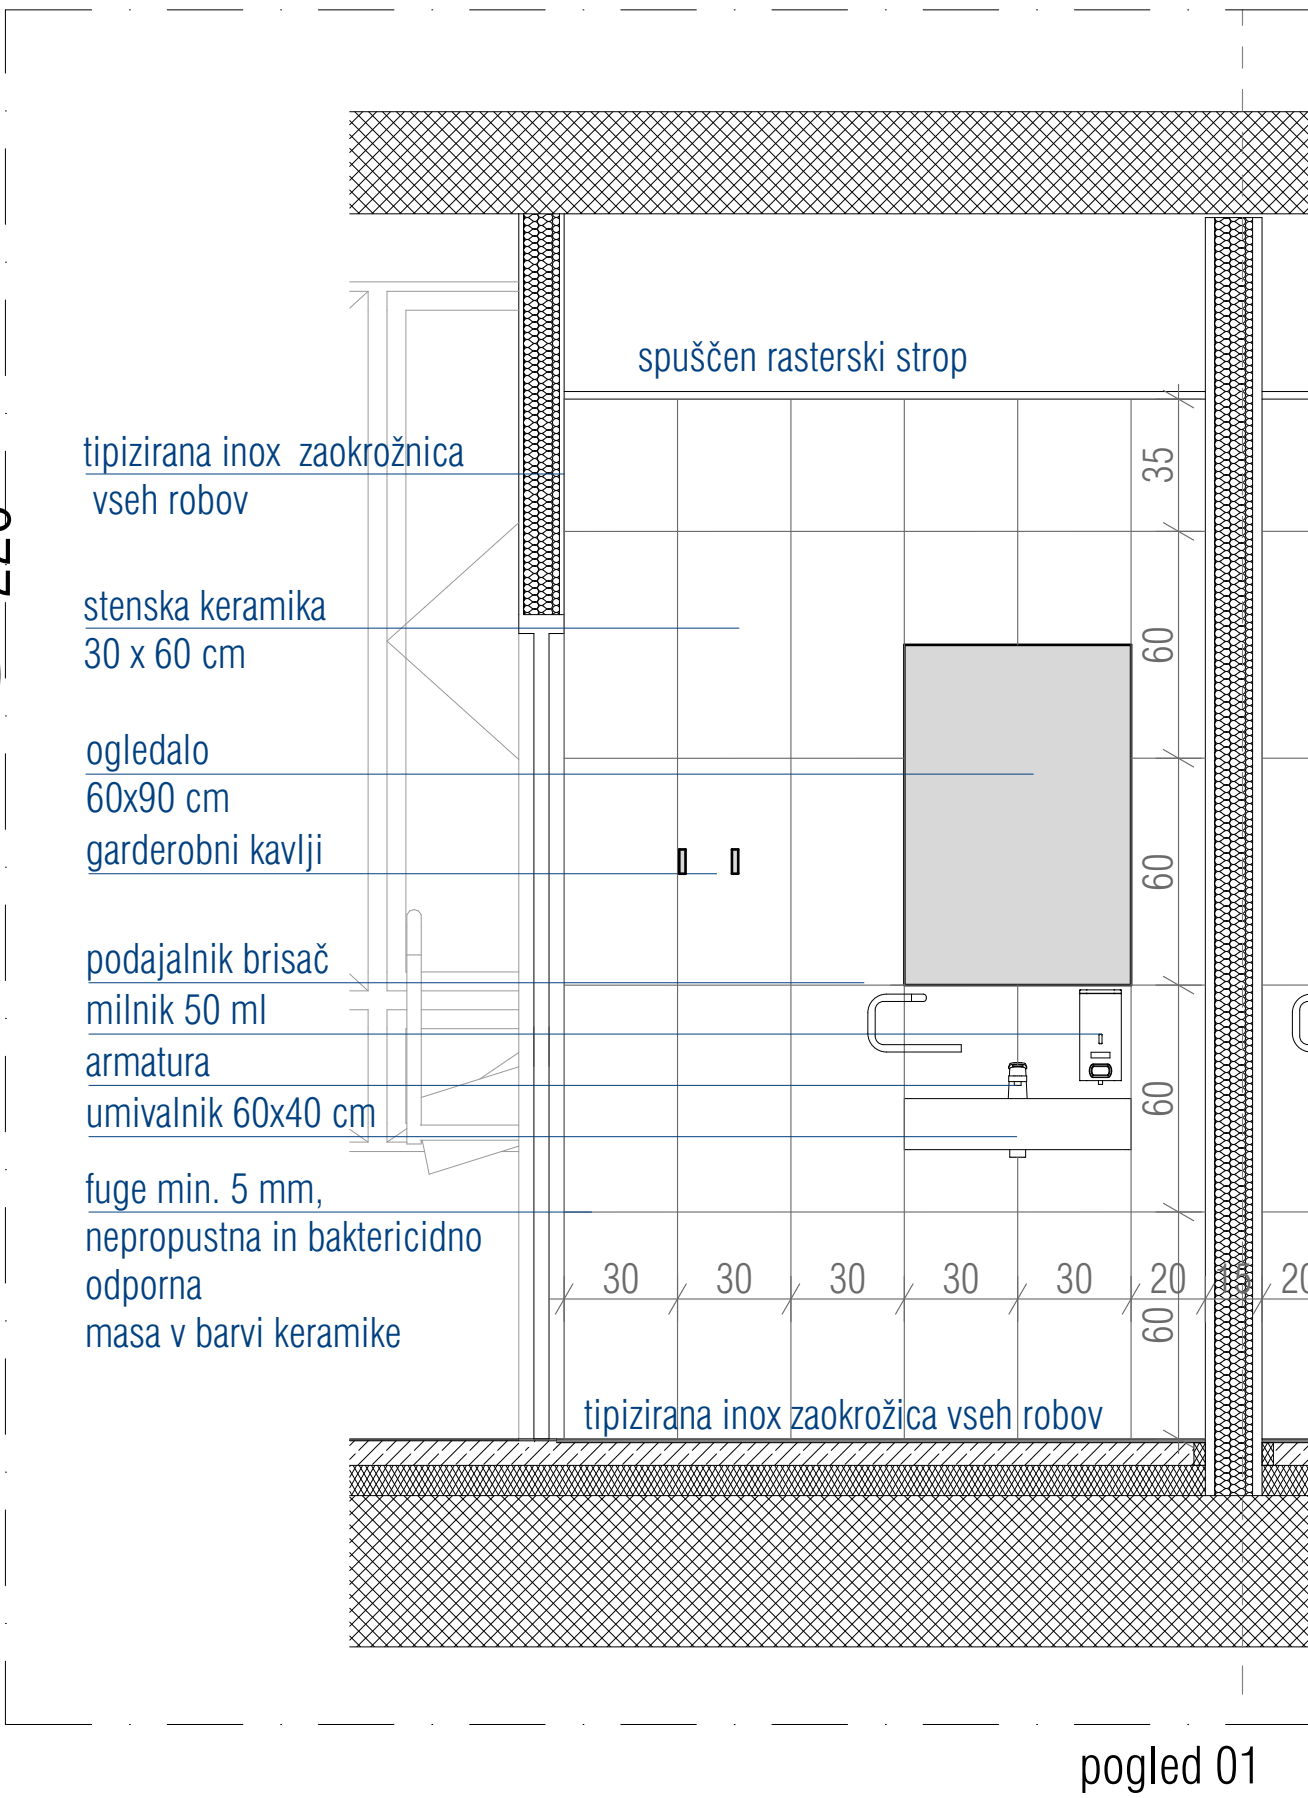 spuščen rasterski strop
tipizirana inox zaokrožnica
vseh robov
35
stenska keramika
30 x 60 cm
60
ogledalo
60x90 cm
garderobni kavlji
60
podajalnik brisač
milnik 50 ml
armatura
umivalnik 60x40 cm
60
fuge min. 5 mm,
nepropustna in baktericidno
odporna
masa v barvi keramike
30 30 30 30 30 20 15 20
60
tipizirana inox zaokrožica vseh robov
pogled 01